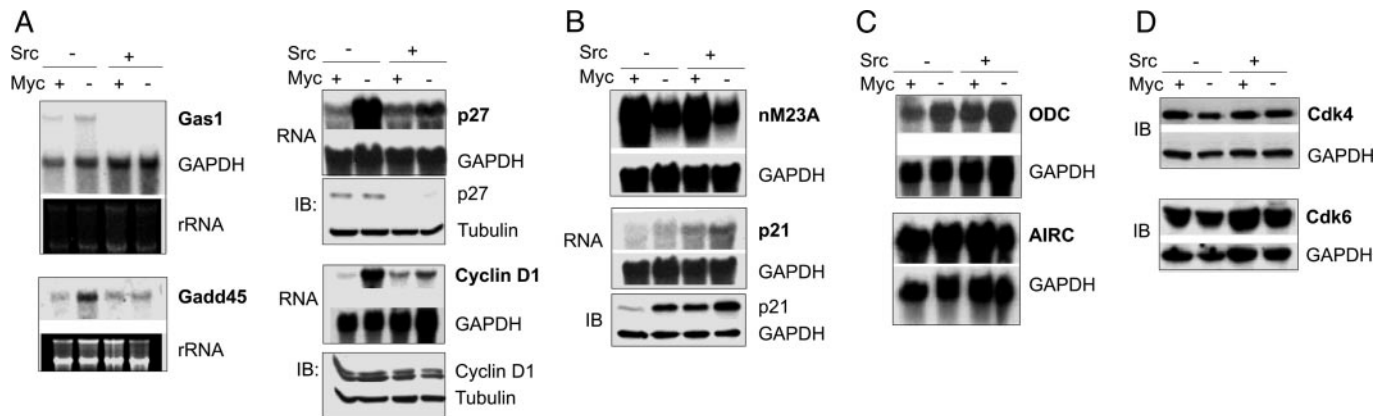 A
Src - +
Myc + - + -
Gas1
GAPDH
rRNA
Gadd45
rRNA
Src - +
Myc + - + -
RNA p27
GAPDH
IB: p27
Tubulin
RNA Cyclin D1
GAPDH
IB: Cyclin D1
Tubulin
B
Src - +
Myc + - + -
nM23A
GAPDH
RNA p21
GAPDH
IB p21
GAPDH
C
Src - +
Myc + - + -
ODC
GAPDH
AIRC
GAPDH
D
Src - +
Myc + - + -
IB Cdk4
GAPDH
IB Cdk6
GAPDH